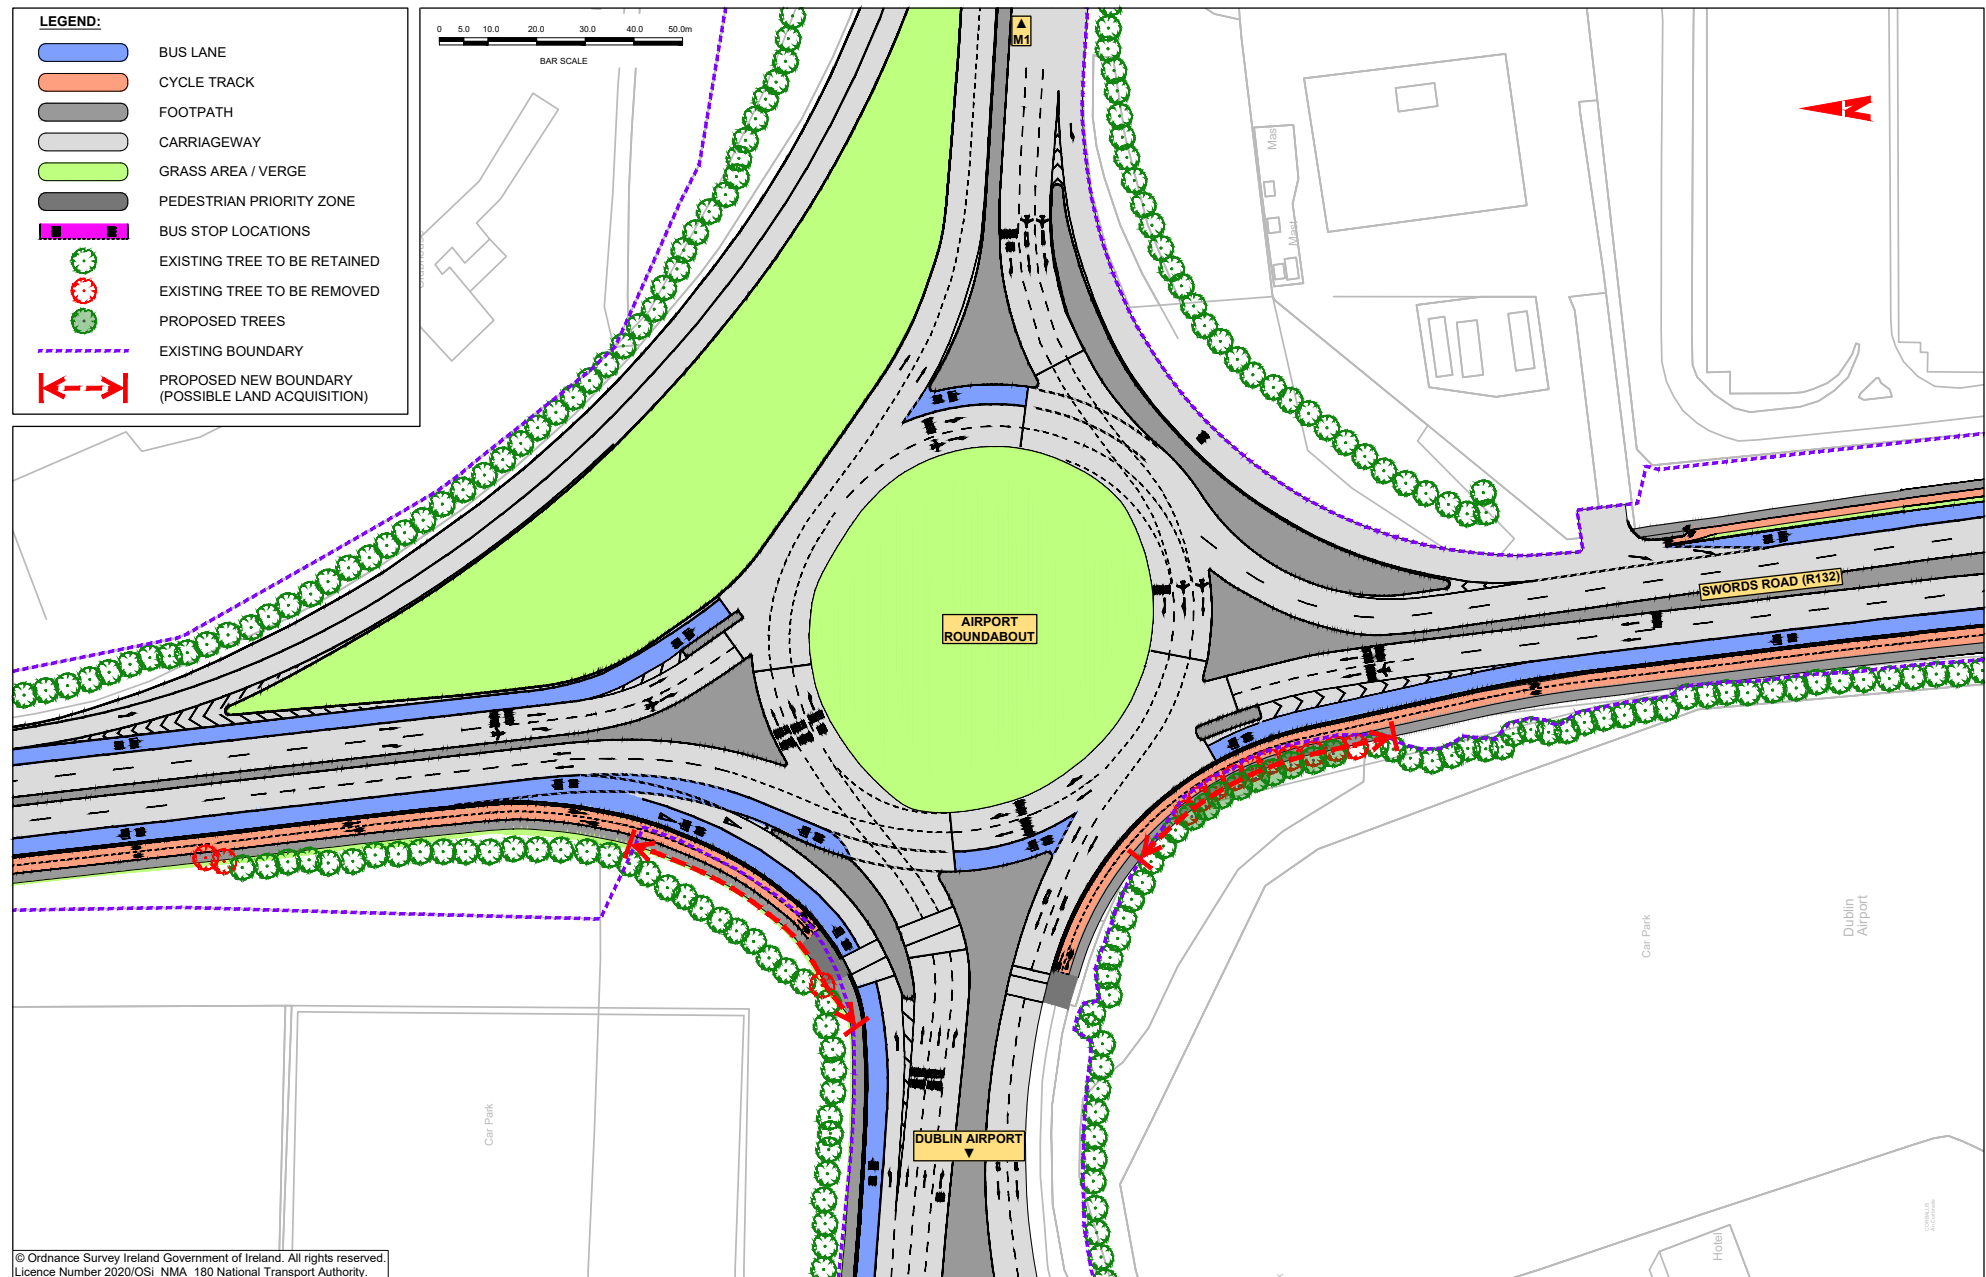 LEGEND:
BUS LANE
CYCLE TRACK
FOOTPATH
CARRIAGEWAY
GRASS AREA / VERGE
PEDESTRIAN PRIORITY ZONE
BUS STOP LOCATIONS
EXISTING TREE TO BE RETAINED
EXISTING TREE TO BE REMOVED
PROPOSED TREES
EXISTING BOUNDARY
PROPOSED NEW BOUNDARY
(POSSIBLE LAND ACQUISITION)
0 5.0 10.0 20.0 30.0 40.0 50.0m
BAR SCALE
M1
N
Mast
Mast
SWORDS ROAD (R132)
AIRPORT
ROUNDABOUT
Dublin
Airport
Car Park
Car Park
DUBLIN AIRPORT
Hotel
© Ordnance Survey Ireland Government of Ireland. All rights reserved.
Licence Number 2020/OSi_NMA_180 National Transport Authority.